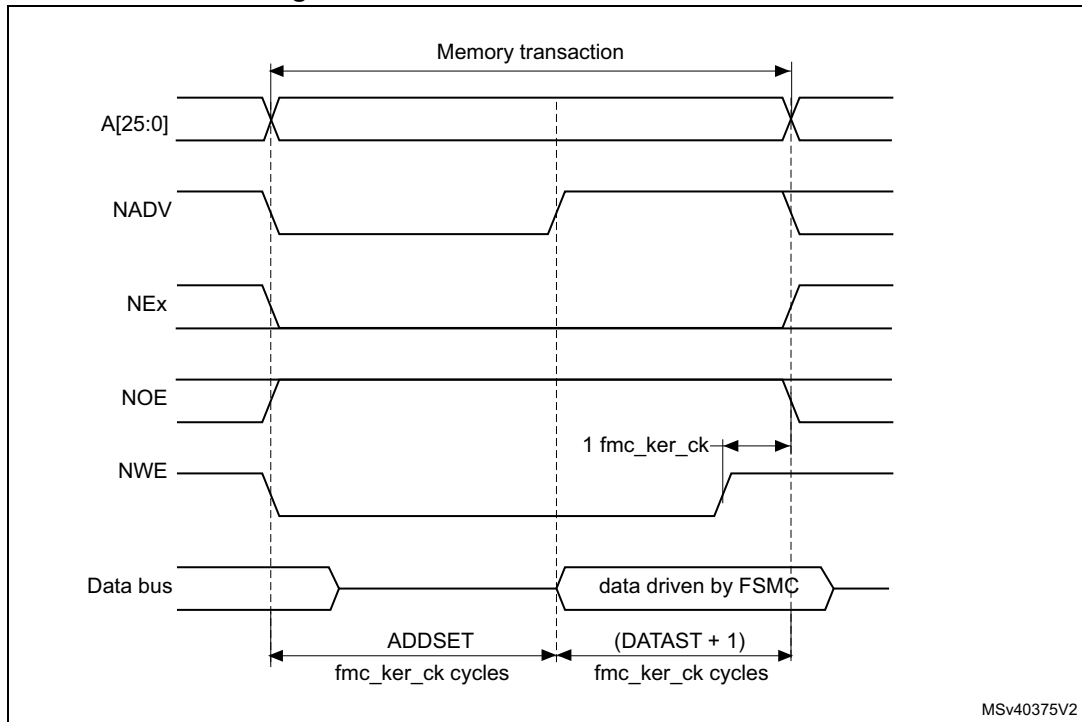 Memory transaction
A[25:0]
NADV
NEx
NOE
1 fmc_ker_ck
NWE
Data bus
data driven by FSMC
ADDSET
(DATAST + 1)
fmc_ker_ck cycles
fmc_ker_ck cycles
MSv40375V2